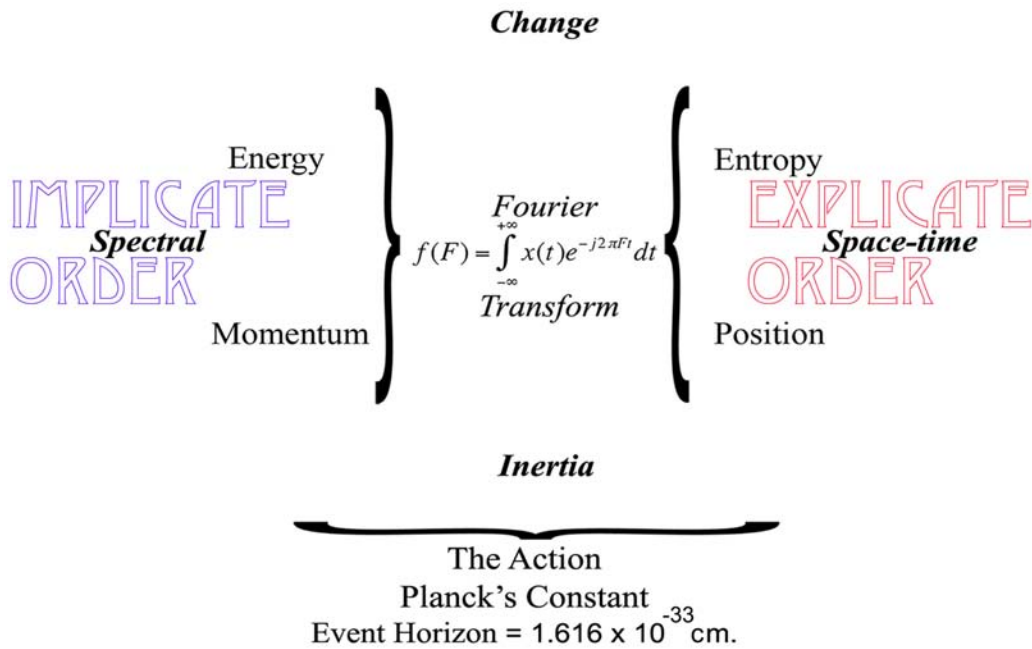 Change
Energy
Entropy
IMPLICATE
EXPLICATE
Spectral
Space-time
ORDER
ORDER
Fourier
f(F) = ∫_{-∞}^{+∞} x(t)e^{-j2πFt} dt
Transform
Momentum
Position
Inertia
The Action
Planck's Constant
Event Horizon = 1.616 x 10^{-33} cm.